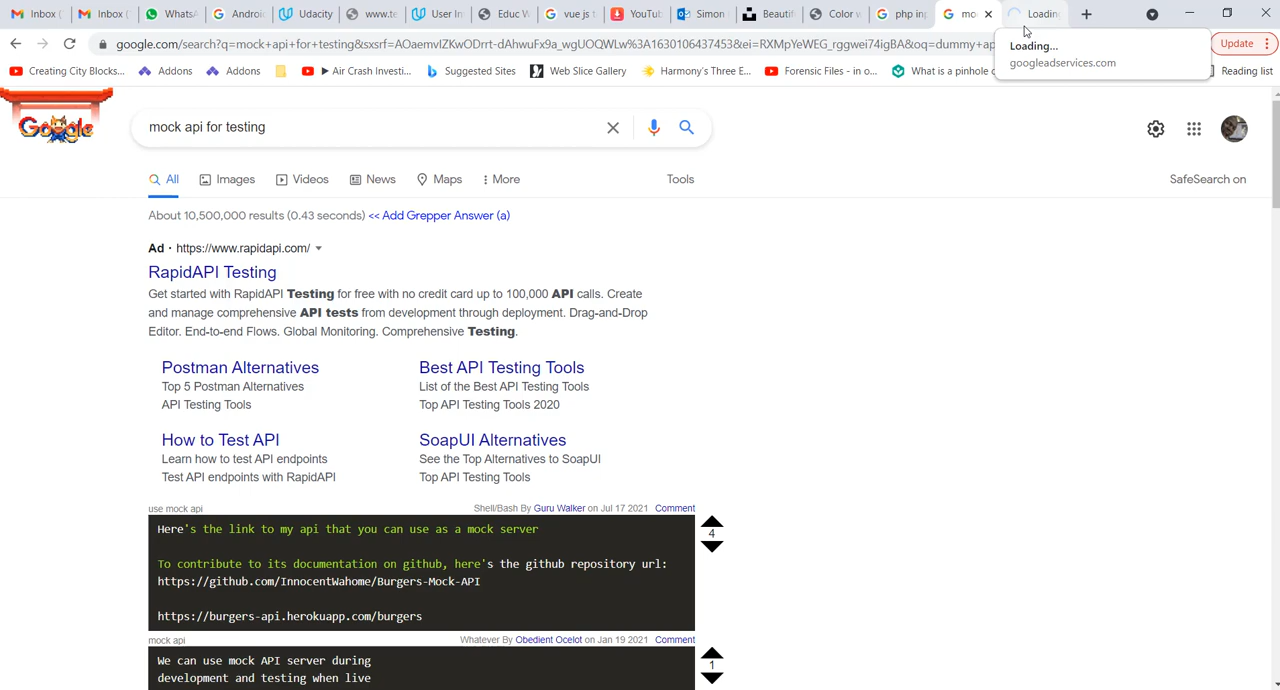 Inbox (
Inbox (
WhatsA
Androi
Udacity
www.te
User In
Educ W
vue js t
YouTub
Simon
Beautif
Color w
php inp
mo
Loading
google.com/search?q=mock+api+for+testing&sxsrf=AOaemvIZKwODrrt-dAhwuFx9a_wgUOQWLw%3A1630106437453&ei=RXMpYeWEG_rggwei74igBA&oq=dummy+ap
Update
Loading...
googleadservices.com
Creating City Blocks...
Addons
Addons
Air Crash Investi...
Suggested Sites
Web Slice Gallery
Harmony's Three E...
Forensic Files - in o...
What is a pinhole c
Reading list
Google
mock api for testing
All
Images
Videos
News
Maps
More
Tools
SafeSearch on
About 10,500,000 results (0.43 seconds) << Add Grepper Answer (a)
Ad · https://www.rapidapi.com/
RapidAPI Testing
Get started with RapidAPI Testing for free with no credit card up to 100,000 API calls. Create
and manage comprehensive API tests from development through deployment. Drag-and-Drop
Editor. End-to-end Flows. Global Monitoring. Comprehensive Testing.
Postman Alternatives
Top 5 Postman Alternatives
API Testing Tools
Best API Testing Tools
List of the Best API Testing Tools
Top API Testing Tools 2020
How to Test API
Learn how to test API endpoints
Test API endpoints with RapidAPI
SoapUI Alternatives
See the Top Alternatives to SoapUI
Top API Testing Tools
use mock api
Shell/Bash By Guru Walker on Jul 17 2021 Comment
Here's the link to my api that you can use as a mock server
4
To contribute to its documentation on github, here's the github repository url:
https://github.com/InnocentWahome/Burgers-Mock-API
https://burgers-api.herokuapp.com/burgers
mock api
Whatever By Obedient Ocelot on Jan 19 2021 Comment
We can use mock API server during
1
development and testing when live